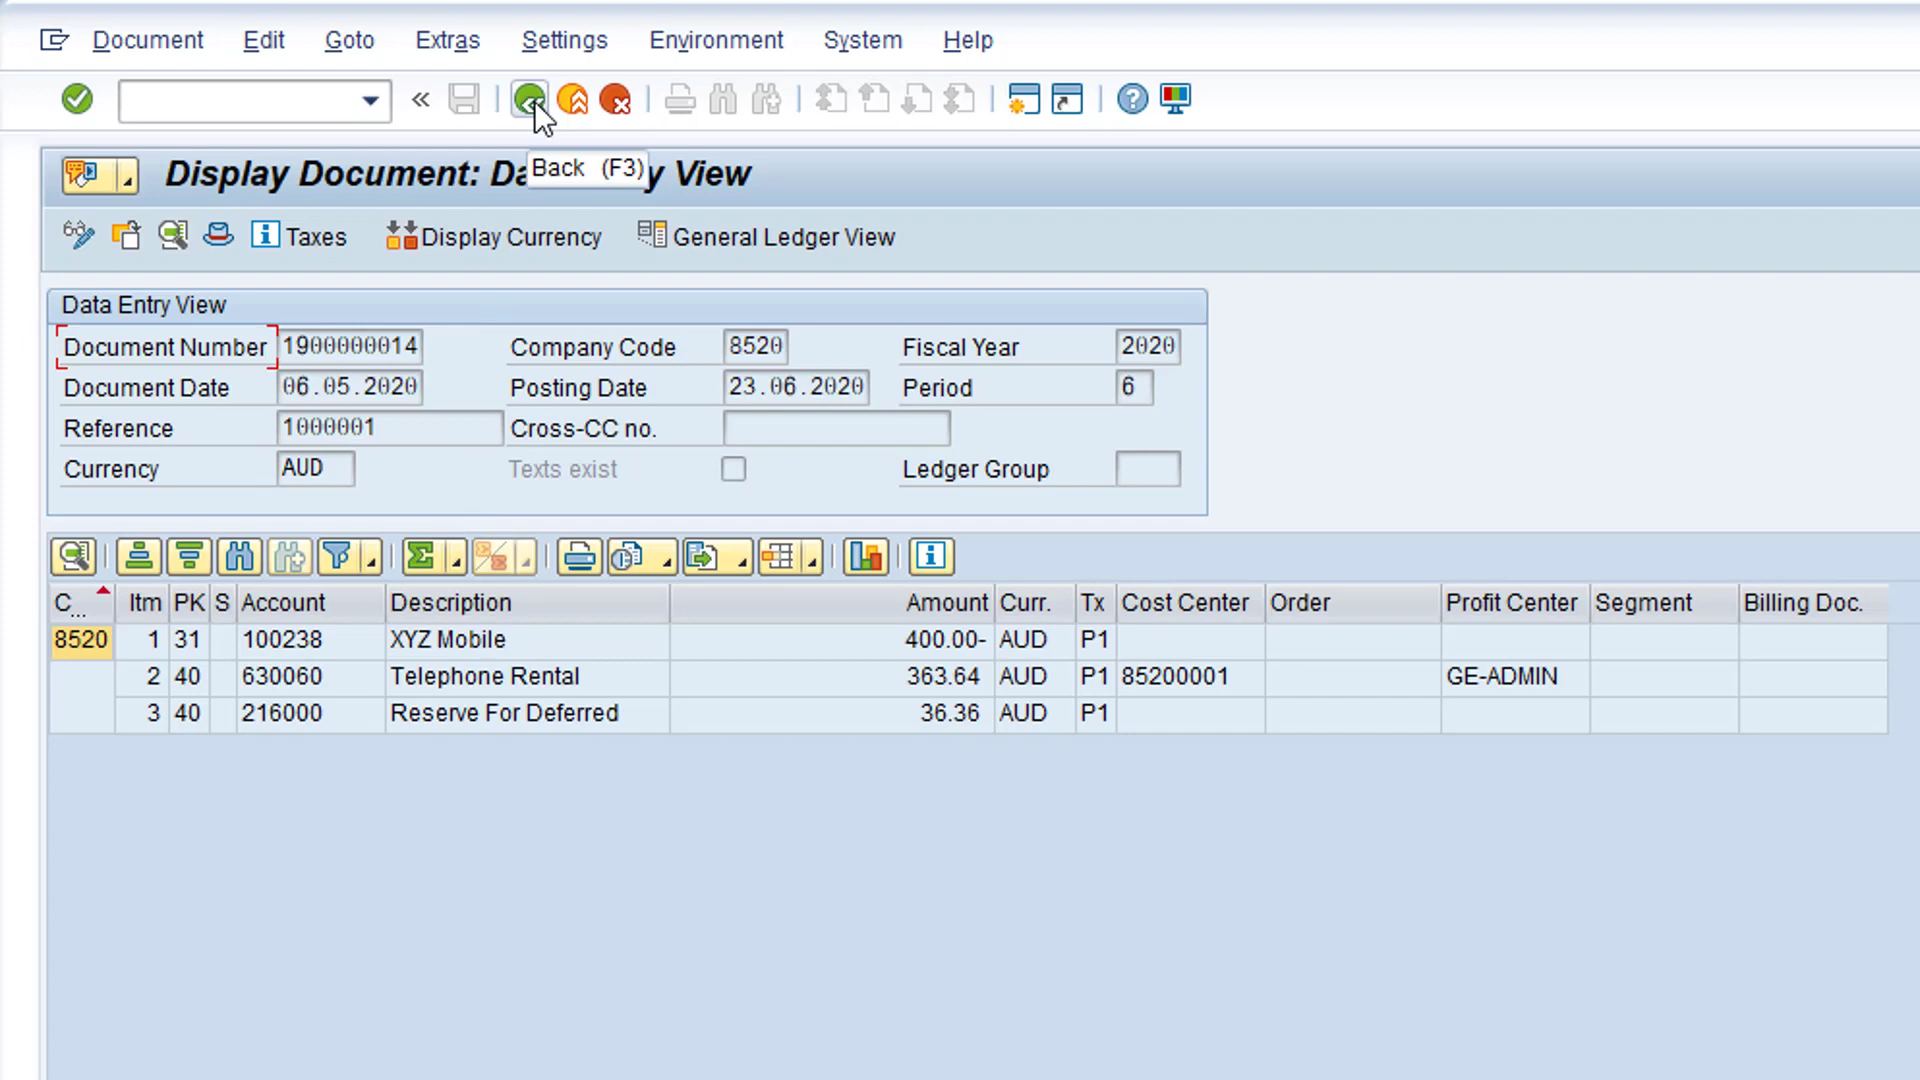 Document Edit Goto Extras Settings Environment System Help
Display Document: Da
Back (F3)
y View
Taxes Display Currency General Ledger View
Data Entry View
Document Number 1900000014 Company Code 8520 Fiscal Year 2020
Document Date 06.05.2020 Posting Date 23.06.2020 Period 6
Reference 1000001 Cross-CC no.
Currency AUD Texts exist Ledger Group
C... Itm PK S Account Description Amount Curr. Tx Cost Center Order Profit Center Segment Billing Doc.
8520 1 31 100238 XYZ Mobile 400.00- AUD P1
2 40 630060 Telephone Rental 363.64 AUD P1 85200001 GE-ADMIN
3 40 216000 Reserve For Deferred 36.36 AUD P1